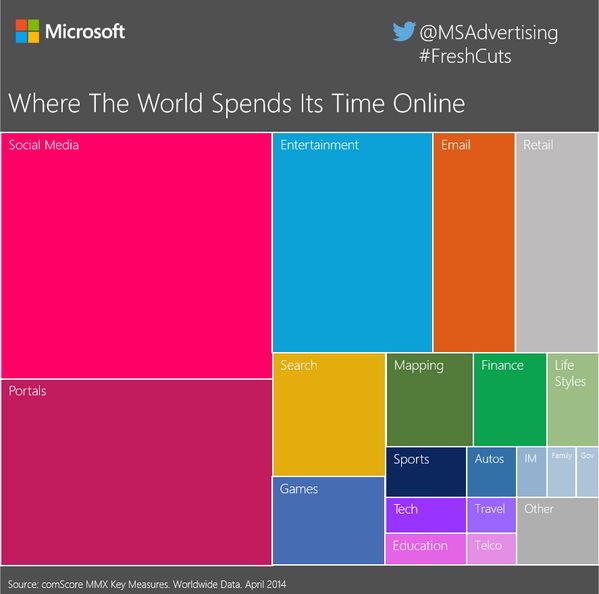 Microsoft
@MSAdvertising
#FreshCuts
Where The World Spends Its Time Online
Social Media
Entertainment
Email
Retail
Search
Mapping
Finance
Life
Styles
Portals
Sports
Autos
IM
Family
Gov
Games
Tech
Travel
Other
Education
Telco
Source: comScore MMX Key Measures. Worldwide Data. April 2014